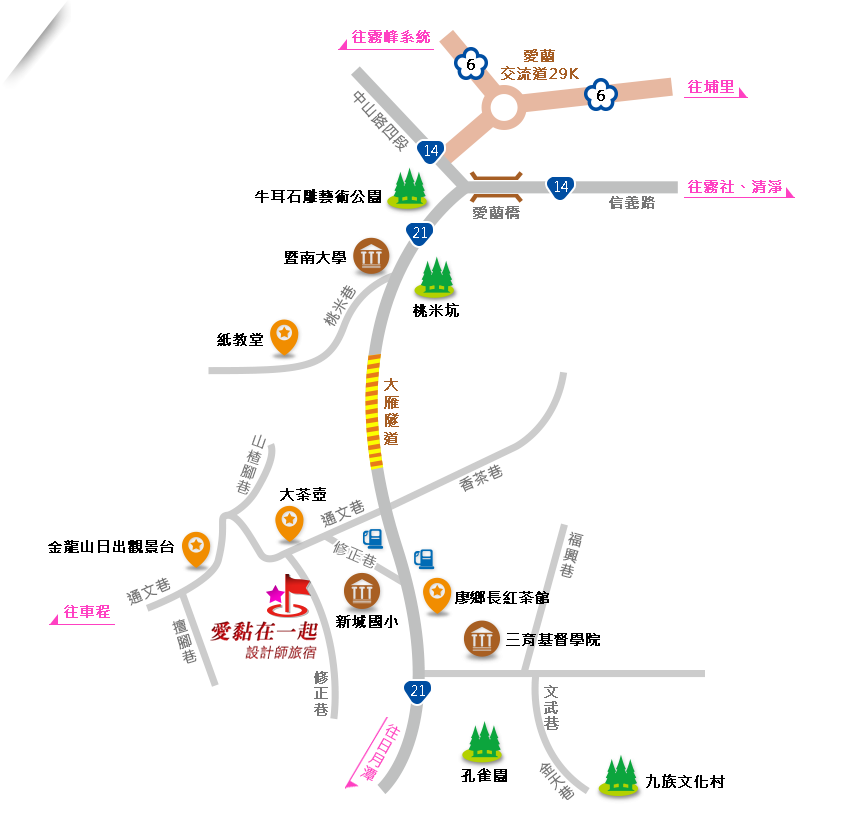 往霧峰系統
6
愛蘭
交流道29K
6
往埔里
中山路四段
14
14
往霧社、清淨
牛耳石雕藝術公園
愛蘭橋
信義路
21
暨南大學
桃米巷
桃米坑
紙教堂
大雁隧道
山楂腳巷
大茶壺
通文巷
香茶巷
金龍山日出觀景台
修正巷
福興巷
通文巷
往車程
廖鄉長紅茶館
新城國小
愛黏在一起
設計師旅宿
三育基督學院
修正巷
21
文武巷
往日月潭
孔雀園
金天巷
九族文化村